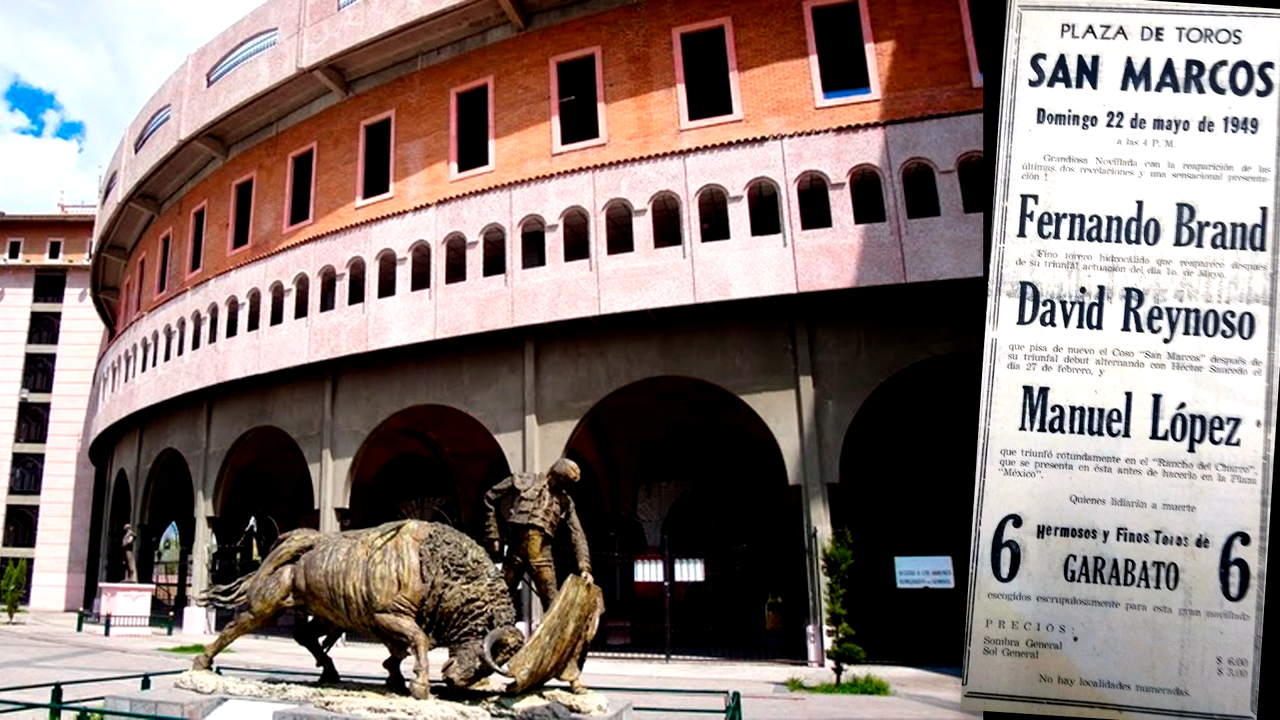 PLAZA DE TOROS
SAN MARCOS
Domingo 22 de mayo de 1949
a las 4 P. M.
Grandiosa Novillada con la reaparición de las
últimas dos revelaciones y una sensacional presenta-
ción !
Fernando Brand
Fino torero hidrocálido que reaparece después
de su triunfal actuación del día 1o. de Mayo.
David Reynoso
que pisa de nuevo el Coso "San Marcos" después de
su triunfal debut alternando con Héctor Saucedo el
día 27 de febrero, y
Manuel López
que triunfó rotundamente en el "Rancho del Charro",
que se presenta en ésta antes de hacerlo en la Plaza
"México".
Quienes lidiarán a muerte
6 Hermosos y Finos Toros de 6
GARABATO
escogidos escrupulosamente para esta gran novillada
PRECIOS:
Sombra General $ 6.00
Sol General $ 3.00
No hay localidades numeradas.